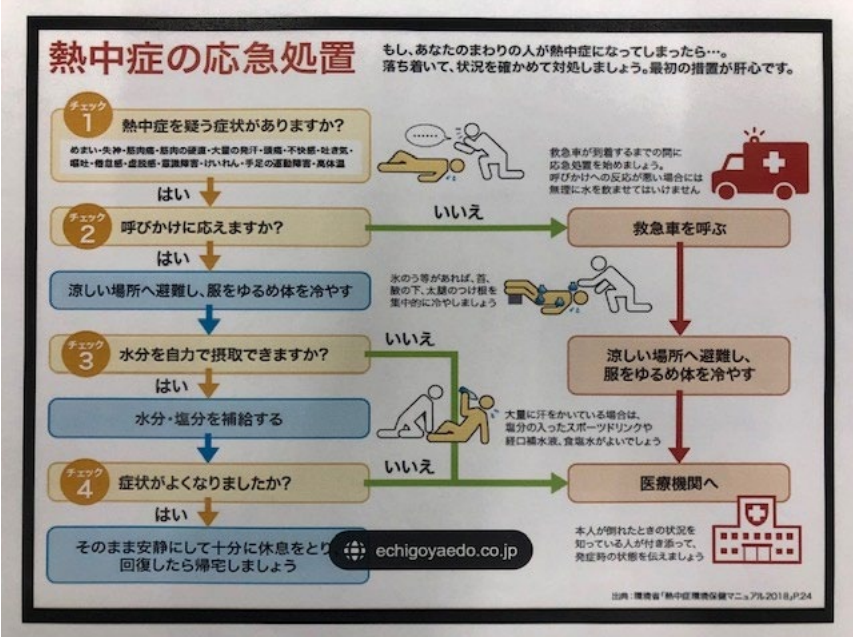 熱中症の応急処置
もし、あなたのまわりの人が熱中症になってしまったら…。
落ち着いて、状況を確かめて対処しましょう。最初の措置が肝心です。
チェック
1
熱中症を疑う症状がありますか?
めまい・失神・筋肉痛・筋肉の硬直・大量の発汗・頭痛・不快感・吐き気・
嘔吐・倦怠感・虚脱感・意識障害・けいれん・手足の運動障害・高体温
救急車が到着するまでの間に
応急処置を始めましょう。
呼びかけへの反応が悪い場合には
無理に水を飲ませてはいけません
はい
チェック
2
呼びかけに応えますか?
いいえ
救急車を呼ぶ
はい
涼しい場所へ避難し、服をゆるめ体を冷やす
氷のう等があれば、首、
腋の下、太腿のつけ根を
集中的に冷やしましょう
チェック
3
水分を自力で摂取できますか?
いいえ
涼しい場所へ避難し、
服をゆるめ体を冷やす
はい
水分・塩分を補給する
大量に汗をかいている場合は、
塩分の入ったスポーツドリンクや
経口補水液、食塩水がよいでしょう
チェック
4
症状がよくなりましたか?
いいえ
医療機関へ
はい
そのまま安静にして十分に休息をとり
回復したら帰宅しましょう
echigoyaedo.co.jp
本人が倒れたときの状況を
知っている人が付き添って、
発症時の状態を伝えましょう
出典:環境省「熱中症環境保健マニュアル2018」P.24